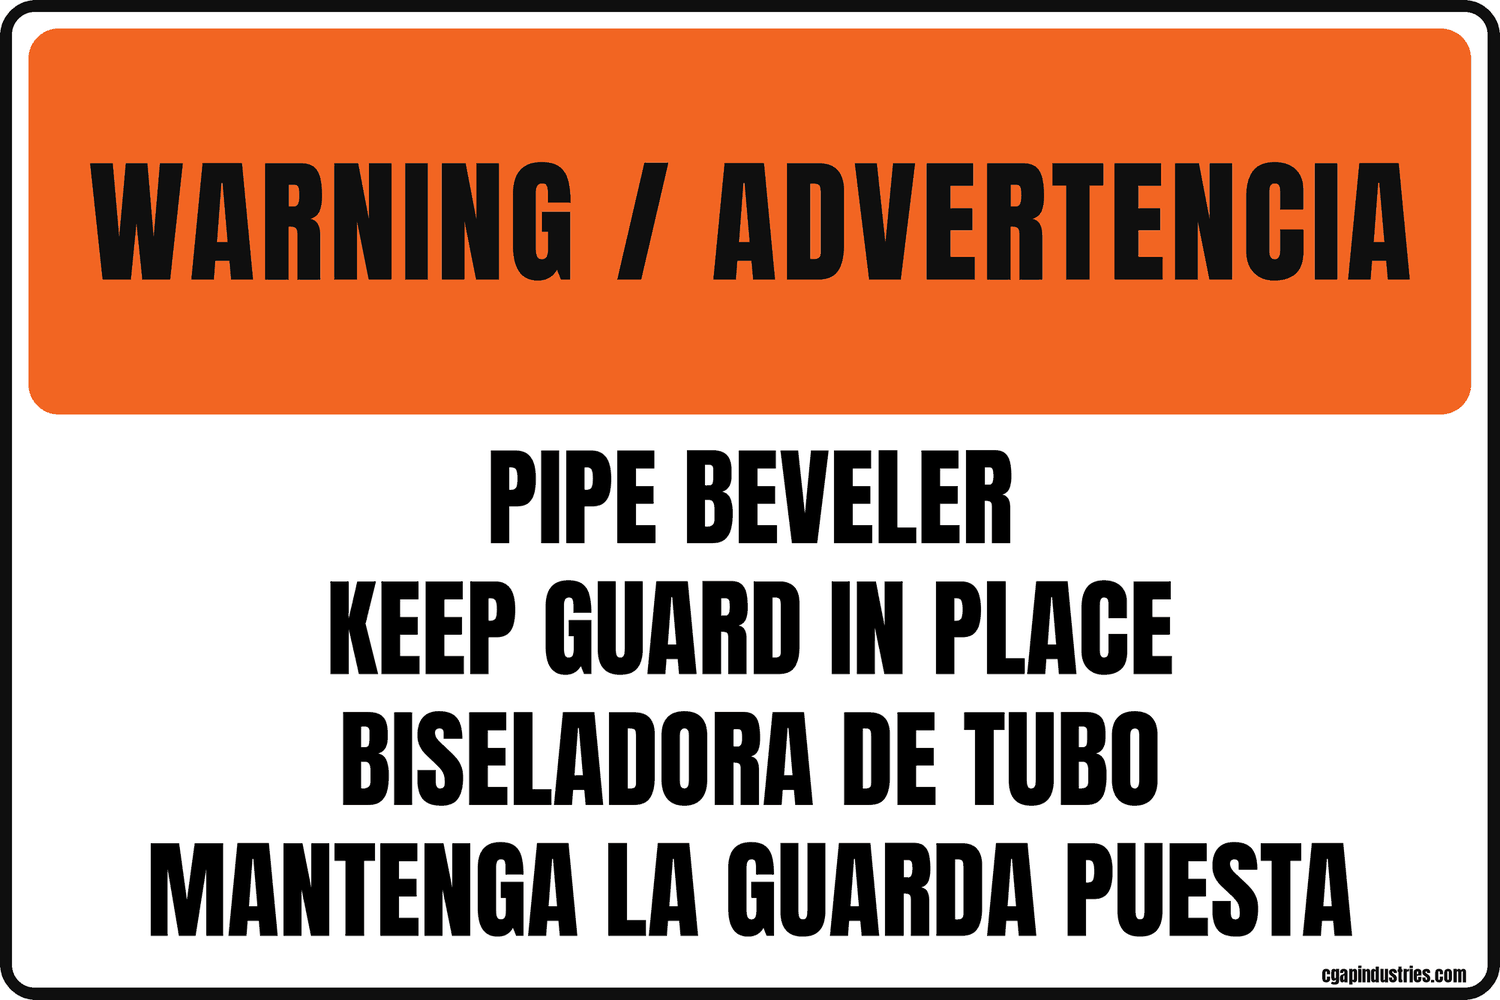 WARNING / ADVERTENCIA
PIPE BEVELER
KEEP GUARD IN PLACE
BISELADORA DE TUBO
MANTENGA LA GUARDA PUESTA
cgapindustries.com